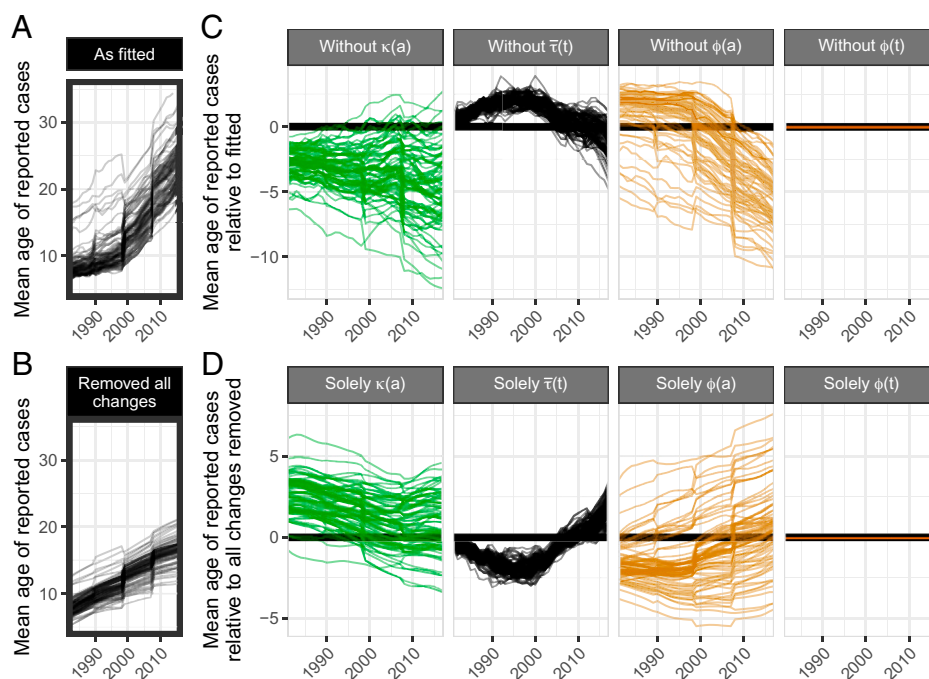 A
As fitted
Mean age of reported cases
30
20
10
1990
2000
2010
C
Without κ(a)
Without τ̅(t)
Without ϕ(a)
Without ϕ(t)
Mean age of reported cases
relative to fitted
0
−5
−10
1990
2000
2010
1990
2000
2010
1990
2000
2010
1990
2000
2010
B
Removed all
changes
Mean age of reported cases
30
20
10
1990
2000
2010
D
Solely κ(a)
Solely τ̅(t)
Solely ϕ(a)
Solely ϕ(t)
Mean age of reported cases
relative to all changes removed
5
0
−5
1990
2000
2010
1990
2000
2010
1990
2000
2010
1990
2000
2010